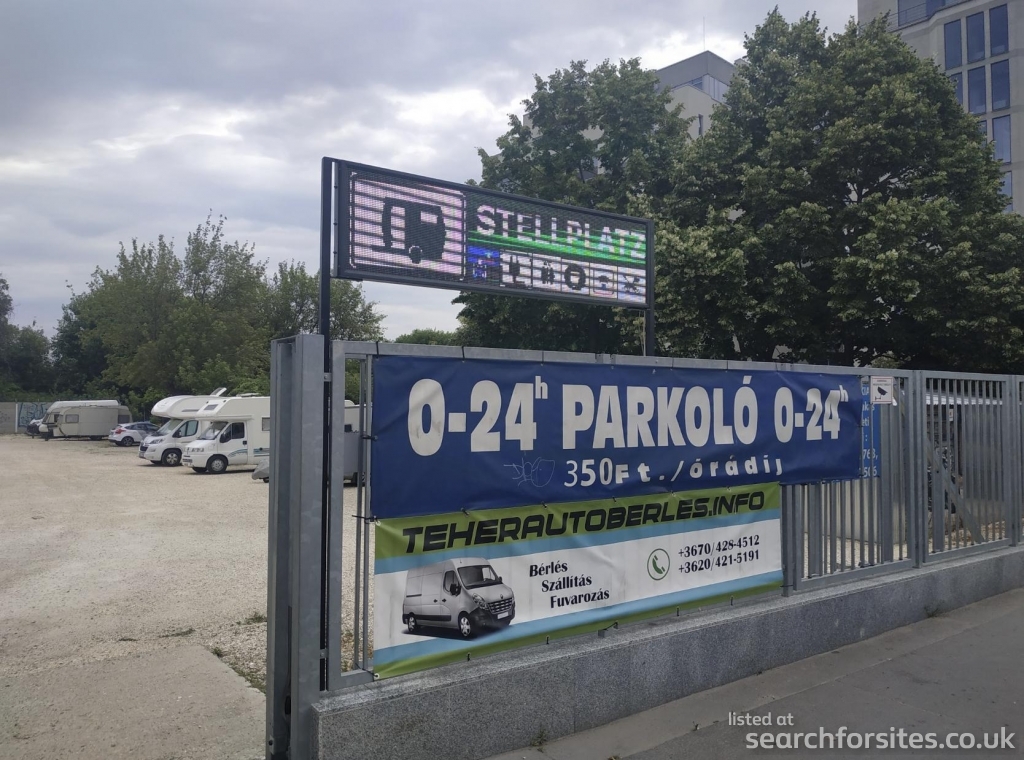 STELLPLATZ
0-24h PARKOLÓ 0-24h
350Ft./óradíj
TEHERAUTOBERLES.INFO
Bérlés
Szállítás
Fuvarozás
+3670/428-4512
+3620/421-5191
listed at
searchforsites.co.uk